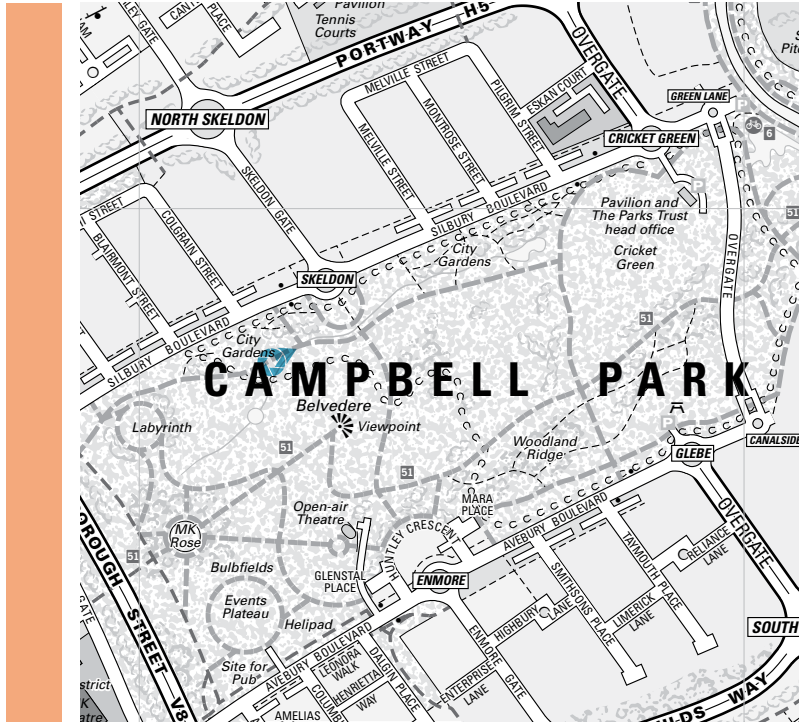 Pavilion
Tennis
Courts
PORTWAY H5
OVERGATE
NORTH SKELDON
MELVILLE STREET
PILGRIM STREET
ESKAN COURT
GREEN LANE
MONTROSE STREET
MELVILLE STREET
CRICKET GREEN
P
6
SKELDON GATE
SILBURY BOULEVARD
Pavilion and
The Parks Trust
head office
P
51
COLGRAIN STREET
BLAIRMONT STREET
City
Gardens
Cricket
Green
OVERGATE
SKELDON
51
SILBURY BOULEVARD
City
Gardens
CAMPBELL PARK
Belvedere
Viewpoint
Labyrinth
51
Woodland
Ridge
P
CANALSIDE
GLEBE
51
MARA
PLACE
Open-air
Theatre
HUNTLEY CRESCENT
AVEBURY BOULEVARD
MK
Rose
51
OVERGATE
Bulbfields
GLENSTAL
PLACE
ENMORE
TAYMOUTH PLACE
RELIANCE
LANE
SMITHSONS PLACE
Events
Plateau
HIGHBURY
LANE
LIMERICK
LANE
Helipad
STREET V8
AVEBURY BOULEVARD
ENMORE GATE
SOUTH
Site for
Pub
LEONORA
WALK
DALGIN PLACE
HENRIETTA
WAY
ENTERPRISE
LANE
AMELIAS
WAY